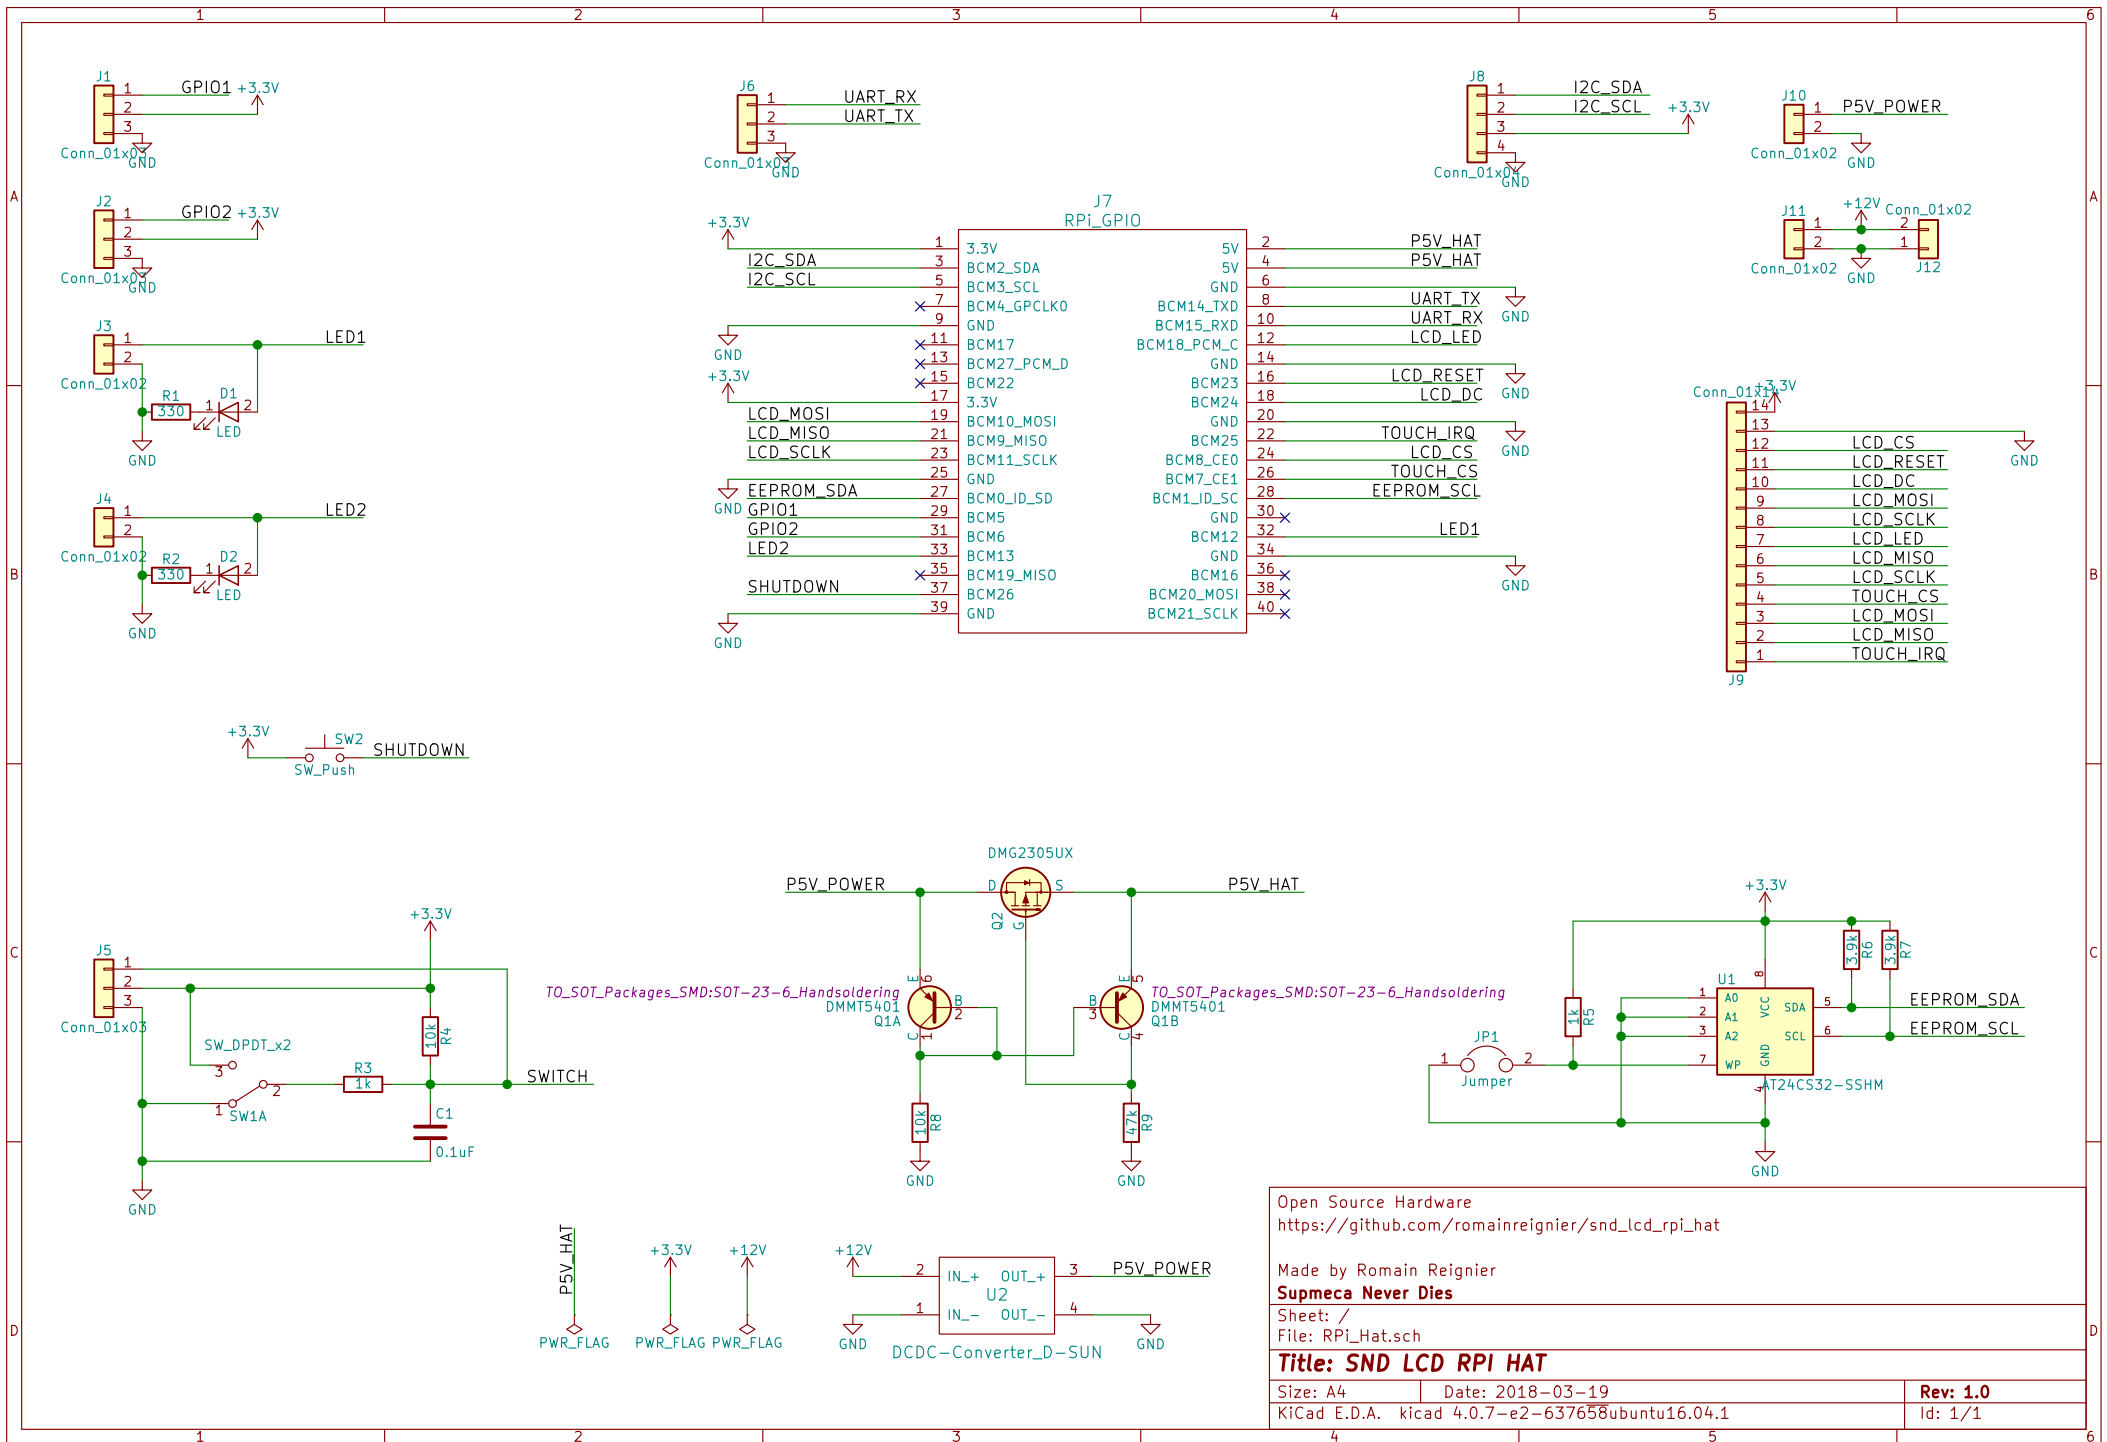 1 2 3 4 5 6
A
B
C
D
J1
1 GPIO1 +3.3V
2
3
Conn_01x03
GND
J2
1 GPIO2 +3.3V
2
3
Conn_01x03
GND
J3
1 LED1
2
Conn_01x02
R1
330
D1
1 2
LED
GND
J4
1 LED2
2
Conn_01x02
R2
330
D2
1 2
LED
GND
J6
1 UART_RX
2 UART_TX
3
Conn_01x03
GND
J8
1 I2C_SDA
2 I2C_SCL
3 +3.3V
4
Conn_01x04
GND
J10
1 P5V_POWER
2
Conn_01x02
GND
J11
+12V
Conn_01x02
1 2
2 1
Conn_01x02
J12
GND
J7
RPi_GPIO
+3.3V 1 3.3V 5V 2 P5V_HAT
I2C_SDA 3 BCM2_SDA 5V 4 P5V_HAT
I2C_SCL 5 BCM3_SCL GND 6 GND
7 BCM4_GPCLK0 BCM14_TXD 8 UART_TX
GND 9 GND BCM15_RXD 10 UART_RX
11 BCM17 BCM18_PCM_C 12 LCD_LED
13 BCM27_PCM_D GND 14 GND
15 BCM22 BCM23 16 LCD_RESET
+3.3V 17 3.3V BCM24 18 LCD_DC
LCD_MOSI 19 BCM10_MOSI GND 20 GND
LCD_MISO 21 BCM9_MISO BCM25 22 TOUCH_IRQ
LCD_SCLK 23 BCM11_SCLK BCM8_CE0 24 LCD_CS
GND 25 GND BCM7_CE1 26 TOUCH_CS
EEPROM_SDA 27 BCM0_ID_SD BCM1_ID_SC 28 EEPROM_SCL
GPIO1 29 BCM5 GND 30
GPIO2 31 BCM6 BCM12 32 LED1
LED2 33 BCM13 GND 34 GND
35 BCM19_MISO BCM16 36
SHUTDOWN 37 BCM26 BCM20_MOSI 38
GND 39 GND BCM21_SCLK 40
Conn_01x14
+3.3V
14
13 GND
12 LCD_CS
11 LCD_RESET
10 LCD_DC
9 LCD_MOSI
8 LCD_SCLK
7 LCD_LED
6 LCD_MISO
5 LCD_SCLK
4 TOUCH_CS
3 LCD_MOSI
2 LCD_MISO
1 TOUCH_IRQ
J9
+3.3V
SW2
SHUTDOWN
SW_Push
J5
1
2
3
Conn_01x03
+3.3V
10k R4
SW_DPDT_x2
3
2
1
SW1A
R3
1k
SWITCH
C1
0.1uF
GND
DMG2305UX
P5V_POWER D S P5V_HAT
Q2 G
TO_SOT_Packages_SMD:SOT-23-6_Handsoldering
DMMT5401
Q1A
E 6
B
2
C 1
TO_SOT_Packages_SMD:SOT-23-6_Handsoldering
DMMT5401
Q1B
E 5
B
3
C 4
10k R8
GND
47k R9
GND
+3.3V
3.9k R6
3.9k R7
1k R5
JP1
1 2
Jumper
U1
8
VCC
1 A0
2 A1
3 A2
7 WP
SDA 5 EEPROM_SDA
SCL 6 EEPROM_SCL
GND
4
AT24CS32-SSHM
GND
P5V_HAT
PWR_FLAG
+3.3V
PWR_FLAG
+12V
PWR_FLAG
+12V
2 IN_+ OUT_+ 3 P5V_POWER
U2
1 IN_- OUT_- 4
GND
GND
DCDC-Converter_D-SUN
Open Source Hardware
https://github.com/romainreignier/snd_lcd_rpi_hat
Made by Romain Reignier
Supmeca Never Dies
Sheet: /
File: RPi_Hat.sch
Title: SND LCD RPI HAT
Size: A4 Date: 2018-03-19 Rev: 1.0
KiCad E.D.A. kicad 4.0.7-e2-637658ubuntu16.04.1 Id: 1/1
A
B
C
D
1 2 3 4 5 6